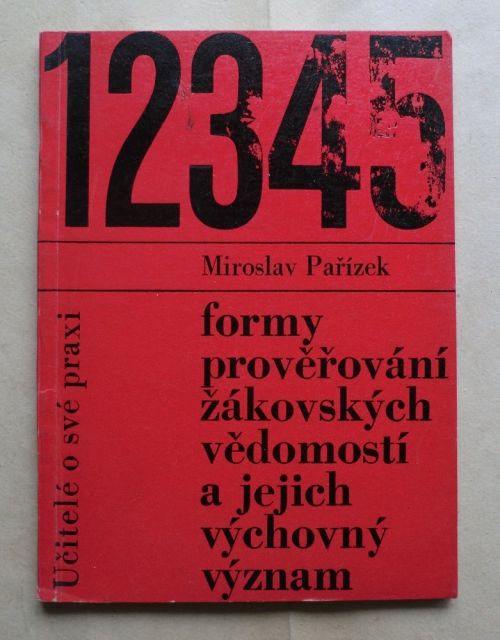 12345
Miroslav Pařízek
formy
prověřování
žákovských
vědomostí
a jejich
výchovný
význam
Učitelé o své praxi